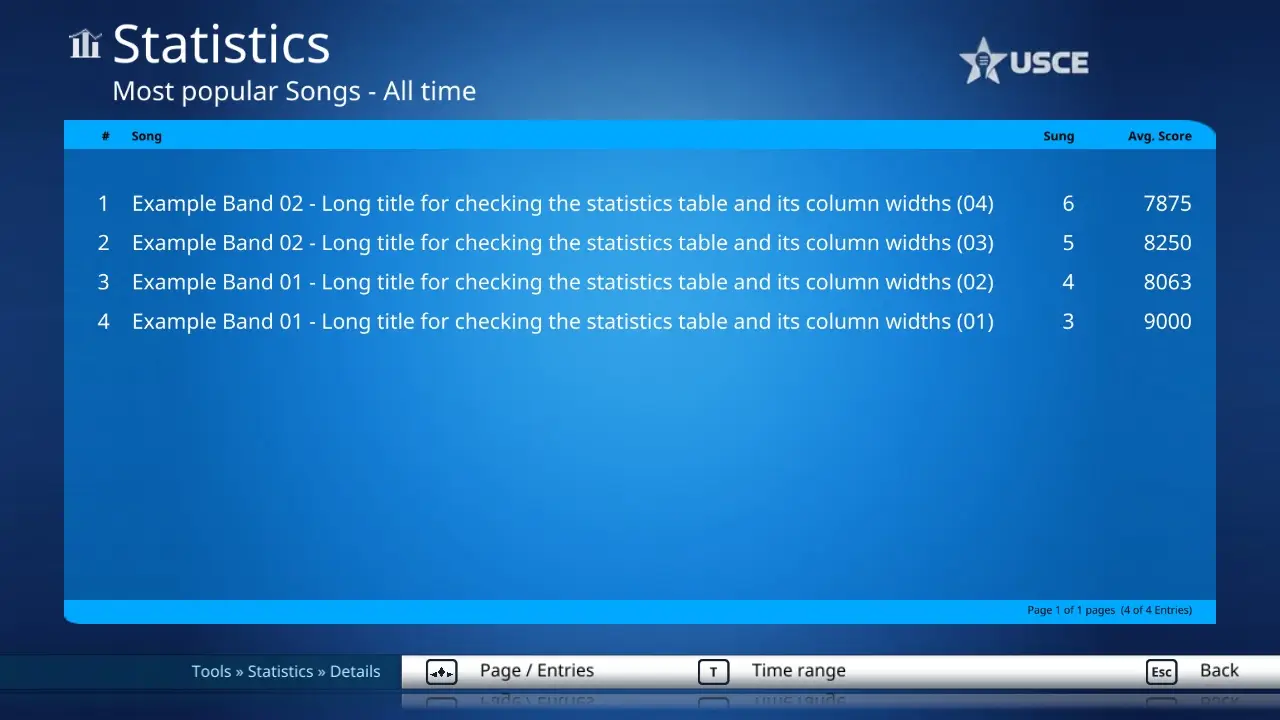 Statistics
Most popular Songs - All time
USCE
# Song Sung Avg. Score
1 Example Band 02 - Long title for checking the statistics table and its column widths (04) 6 7875
2 Example Band 02 - Long title for checking the statistics table and its column widths (03) 5 8250
3 Example Band 01 - Long title for checking the statistics table and its column widths (02) 4 8063
4 Example Band 01 - Long title for checking the statistics table and its column widths (01) 3 9000
Page 1 of 1 pages (4 of 4 Entries)
Tools » Statistics » Details Page / Entries T Time range Esc Back